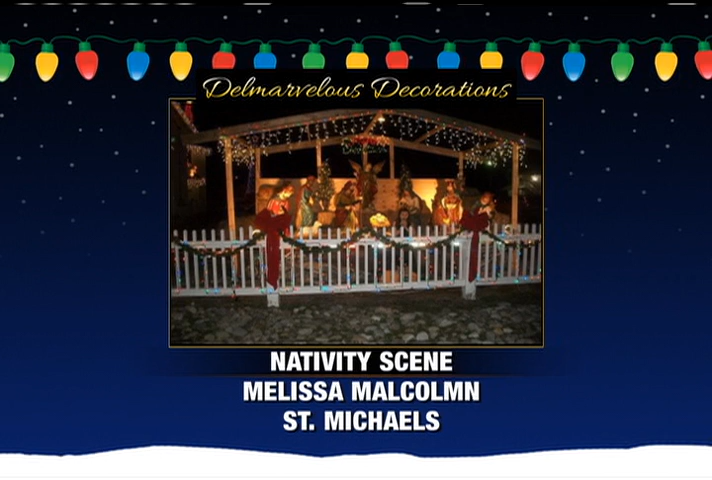 Delmarvelous Decorations
NATIVITY SCENE
MELISSA MALCOLMN
ST. MICHAELS